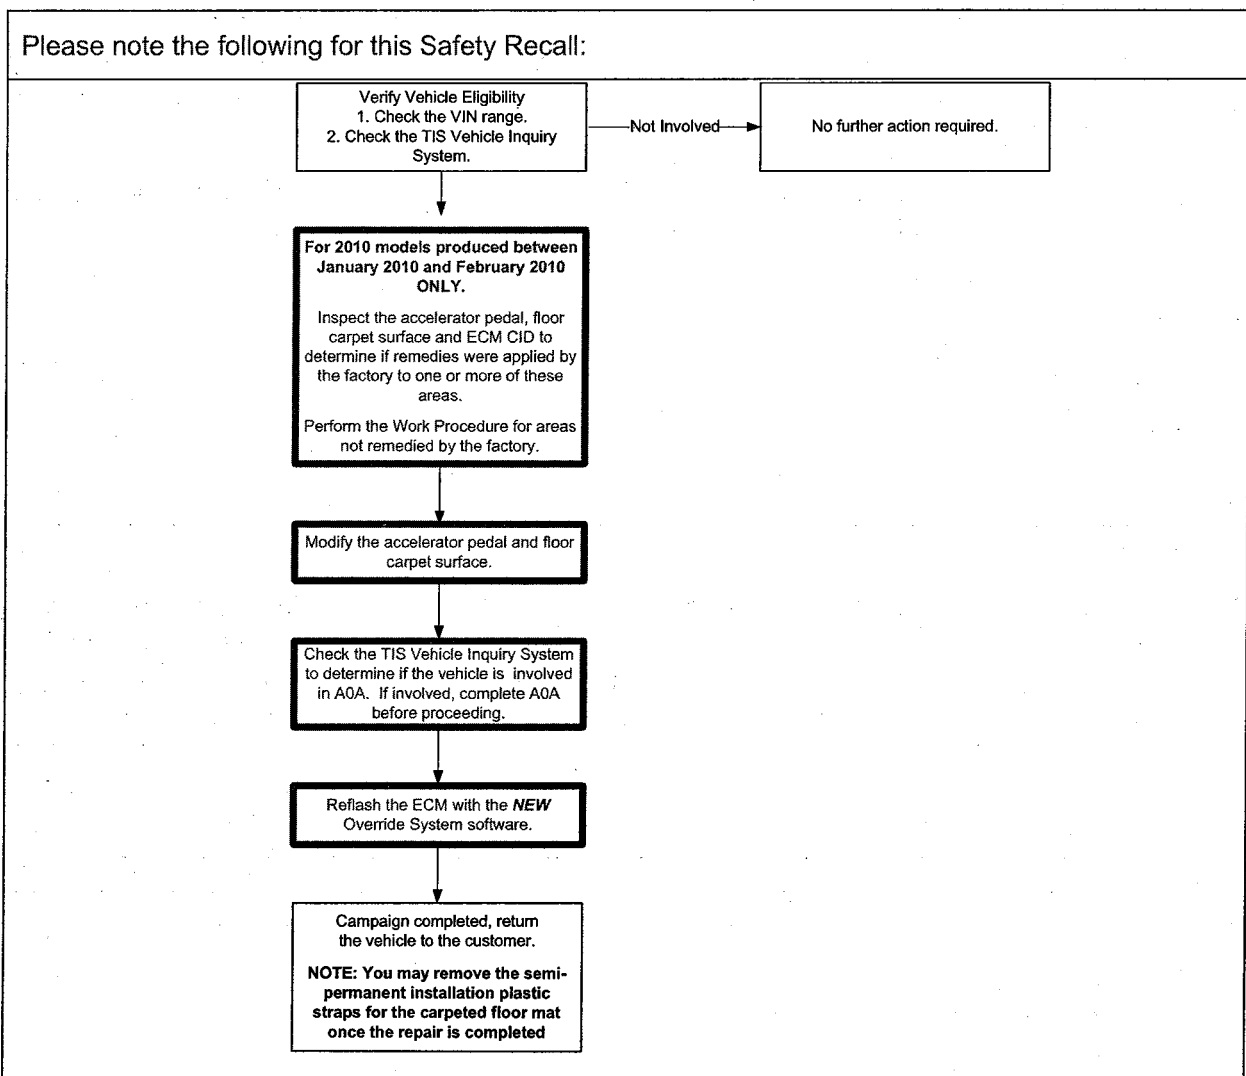 Please note the following for this Safety Recall:
Verify Vehicle Eligibility
1. Check the VIN range.
2. Check the TIS Vehicle Inquiry
System.
Not Involved
No further action required.
For 2010 models produced between
January 2010 and February 2010
ONLY.
Inspect the accelerator pedal, floor
carpet surface and ECM CID to
determine if remedies were applied by
the factory to one or more of these
areas.
Perform the Work Procedure for areas
not remedied by the factory.
Modify the accelerator pedal and floor
carpet surface.
Check the TIS Vehicle Inquiry System
to determine if the vehicle is involved
in A0A. If involved, complete A0A
before proceeding.
Reflash the ECM with the NEW
Override System software.
Campaign completed, return
the vehicle to the customer.
NOTE: You may remove the semi-
permanent installation plastic
straps for the carpeted floor mat
once the repair is completed